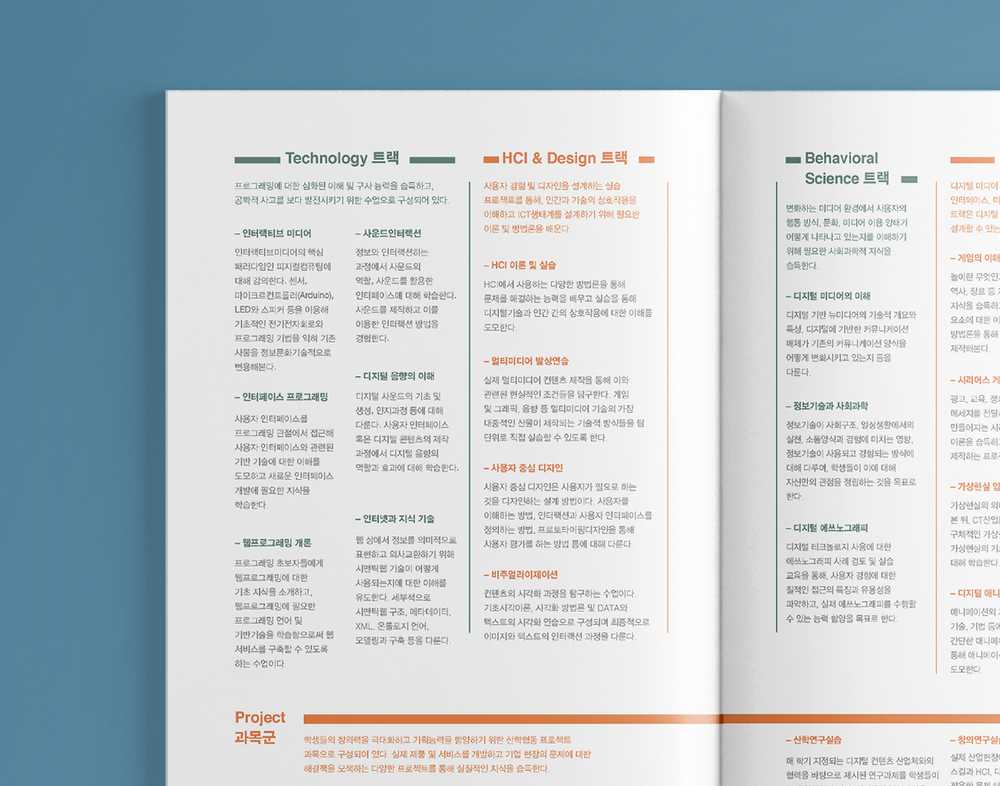 Technology 트랙
프로그래밍에 대한 심화된 이해 및 구사 능력을 습득하고,
공학적 사고를 보다 발전시키기 위한 수업으로 구성되어 있다.
– 인터랙티브 미디어
인터랙티브미디어의 핵심
패러다임인 피지컬컴퓨팅에
대해 강의한다. 센서,
마이크로컨트롤러(Arduino),
LED와 스피커 등을 이용해
기초적인 전기전자회로와
프로그래밍 기법을 익혀 기존
사물을 정보문화기술적으로
변용해본다.
– 인터페이스 프로그래밍
사용자 인터페이스를
프로그래밍 관점에서 접근해
사용자 인터페이스와 관련된
기반 기술에 대한 이해를
도모하고 새로운 인터페이스
개발에 필요한 지식을
학습한다.
– 웹프로그래밍 개론
프로그래밍 초보자들에게
웹프로그래밍에 대한
기초 지식을 소개하고,
웹프로그래밍에 필요한
프로그래밍 언어 및
기반기술을 학습함으로써 웹
서비스를 구축할 수 있도록
하는 수업이다.
– 사운드인터랙션
정보와 인터랙션하는
과정에서 사운드의
역할, 사운드를 활용한
인터페이스에 대해 학습한다.
사운드를 제작하고 이를
이용한 인터랙션 방법을
경험한다.
– 디지털 음향의 이해
디지털 사운드의 기초 및
생성, 인지과정 등에 대해
다룬다. 사용자 인터페이스
혹은 디지털 콘텐츠의 제작
과정에서 디지털 음향의
역할과 효과에 대해 학습한다.
– 인터넷과 지식 기술
웹 상에서 정보를 의미적으로
표현하고 의사교환하기 위해
시맨틱웹 기술이 어떻게
사용되는지에 대한 이해를
유도한다. 세부적으로
시맨틱웹 구조, 메타데이터,
XML, 온톨로지 언어,
모델링과 구축 등을 다룬다.
HCI & Design 트랙
사용자 경험 및 디자인을 설계하는 실습
프로젝트를 통해, 인간과 기술의 상호작용을
이해하고 ICT생태계를 설계하기 위해 필요한
이론 및 방법론을 배운다.
– HCI 이론 및 실습
HCI에서 사용하는 다양한 방법론을 통해
문제를 해결하는 능력을 배우고 실습을 통해
디지털기술과 인간 간의 상호작용에 대한 이해를
도모한다.
– 멀티미디어 발상연습
실제 멀티미디어 컨텐츠 제작을 통해 이와
관련된 현실적인 조건들을 탐구한다. 게임
및 그래픽, 음향 등 멀티미디어 기술의 가장
대중적인 산물이 제작되는 기술적 방식들을 팀
단위로 직접 실습할 수 있도록 한다.
– 사용자 중심 디자인
사용자 중심 디자인은 사용자가 필요로 하는
것을 디자인하는 설계 방법이다. 사용자를
이해하는 방법, 인터랙션과 사용자 인터페이스를
정의하는 방법, 프로토타이핑디자인을 통해
사용자 평가를 하는 방법 등에 대해 다룬다.
– 비주얼라이제이션
컨텐츠의 시각화 과정을 탐구하는 수업이다.
기초시각이론, 시각화 방법론 및 DATA와
텍스트의 시각화 연습으로 구성되며 최종적으로
이미지와 텍스트의 인터랙션 과정을 다룬다.
Behavioral
Science 트랙
변화하는 미디어 환경에서 사용자의
행동 방식, 문화, 미디어 이용 양태가
어떻게 나타나고 있는지를 이해하기
위해 필요한 사회과학적 지식을
습득한다.
– 디지털 미디어의 이해
디지털 기반 뉴미디어의 기술적 개요와
특성, 디지털에 기반한 커뮤니케이션
매체가 기존의 커뮤니케이션 양식을
어떻게 변화시키고 있는지 등을
다룬다.
– 정보기술과 사회과학
정보기술이 사회구조, 일상생활에서의
실천, 소통양식과 경험에 미치는 영향,
정보기술이 사용되고 경험되는 방식에
대해 다루며, 학생들이 이에 대해
자신만의 관점을 정립하는 것을 목표로
한다.
– 디지털 에쓰노그래피
디지털 테크놀로지 사용에 대한
에쓰노그래피 사례 검토 및 실습
교육을 통해, 사용자 경험에 대한
질적인 접근의 특징과 유용성을
파악하고, 실제 에쓰노그래피를 수행할
수 있는 능력 함양을 목표로 한다.
디지털 미디
인터페이스, 미
트랙은 디지털
설계할 수 있는
– 게임의 이해
놀이란 무엇인
역사, 장르 등
지식을 습득하
요소에 대한 이
방법론을 통해
제작해본다.
– 시리어스 게
광고, 교육, 정
메세지를 전달
만들어지는 시
이론을 습득하
제작하는 프로
– 가상현실 입
가상현실의 의
본 뒤, CT산업
구체적인 가상
가상현실의 기
대해 학습한다.
– 디지털 애니
애니메이션의
기술, 기법 등에
간단한 애니메
통해 애니메이
도모한다.
Project
과목군
학생들의 창의력을 극대화하고 기획능력을 함양하기 위한 산학협동 프로젝트
과목으로 구성되어 있다. 실제 제품 및 서비스를 개발하고 기업 현장의 문제에 대한
해결책을 모색하는 다양한 프로젝트를 통해 실질적인 지식을 습득한다.
– 산학연구실습
매 학기 지정되는 디지털 컨텐츠 산업체와의
협력을 바탕으로 제시된 연구과제를 학생들이
– 창의연구실습
실제 산업현장
스킬과 HCI, 디